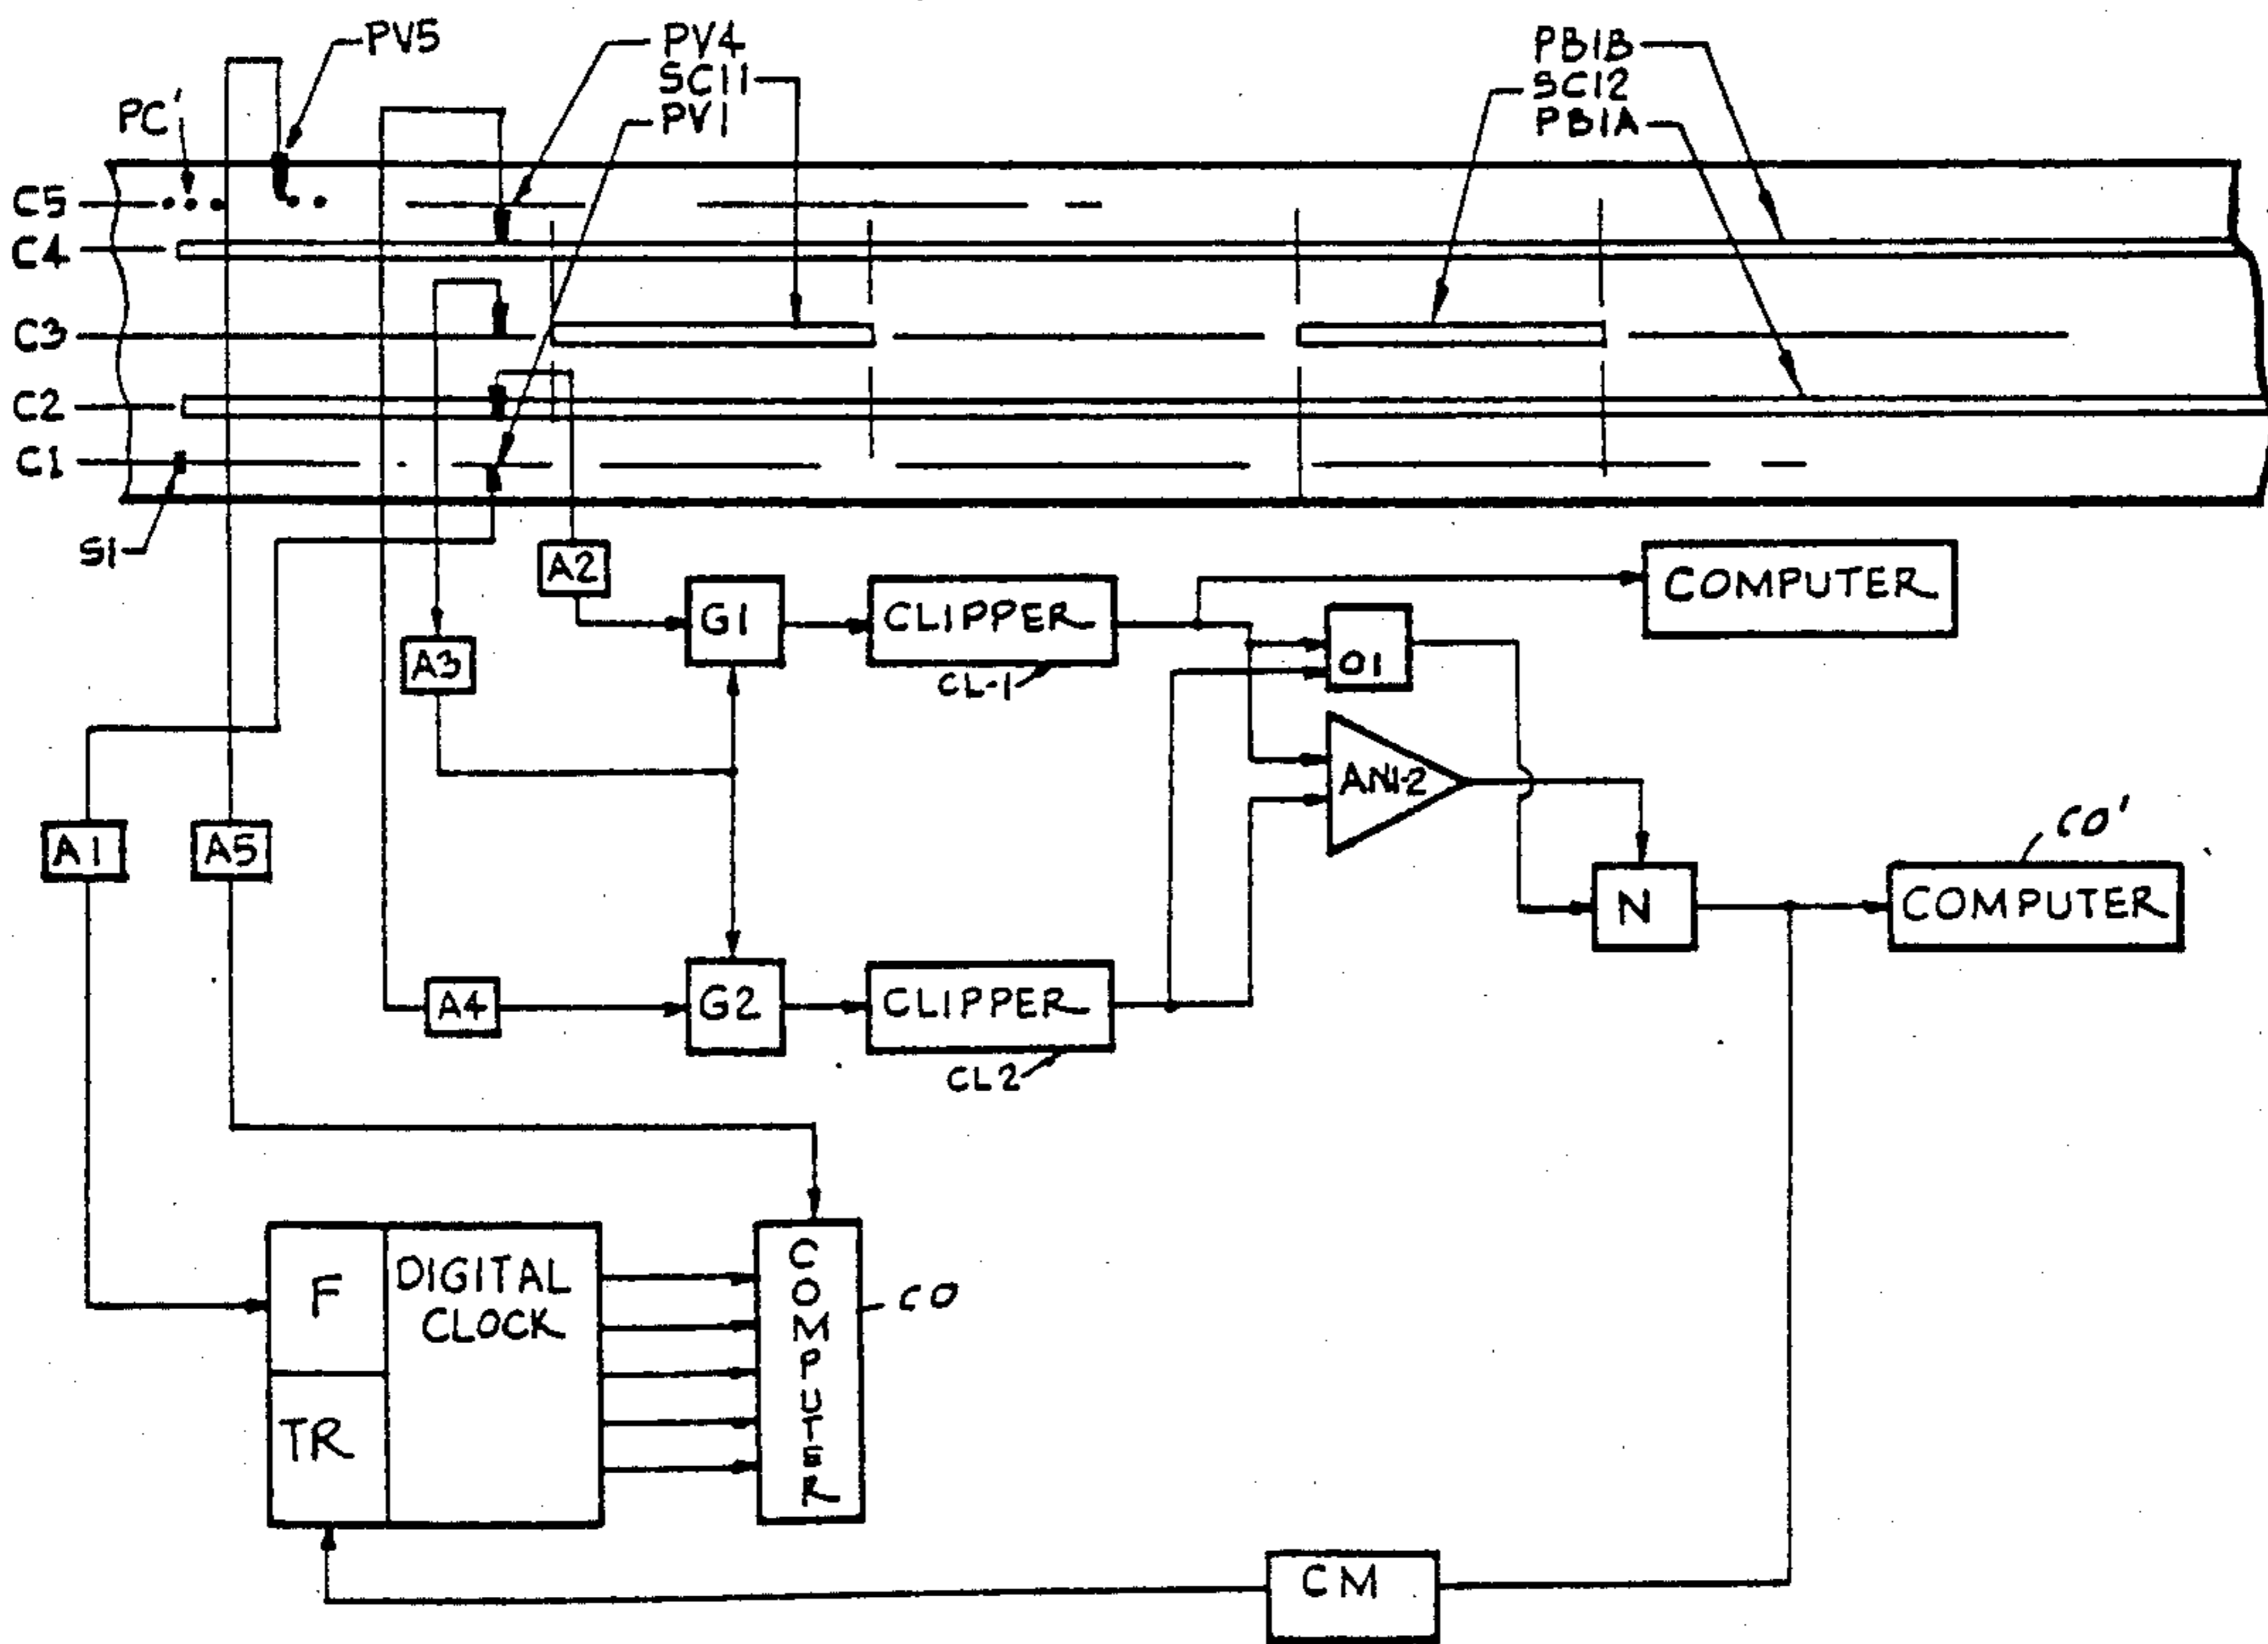 PV5
PV4
SC11
PV1
PB1B
SC12
PB1A
PC'
C5
C4
C3
C2
C1
S1
A2
G1
CLIPPER
CL-1
COMPUTER
O1
A3
AN1-2
A1
A5
N
CO'
COMPUTER
A4
G2
CLIPPER
CL2
F
DIGITAL
CLOCK
TR
COMPUTER
CO
CM